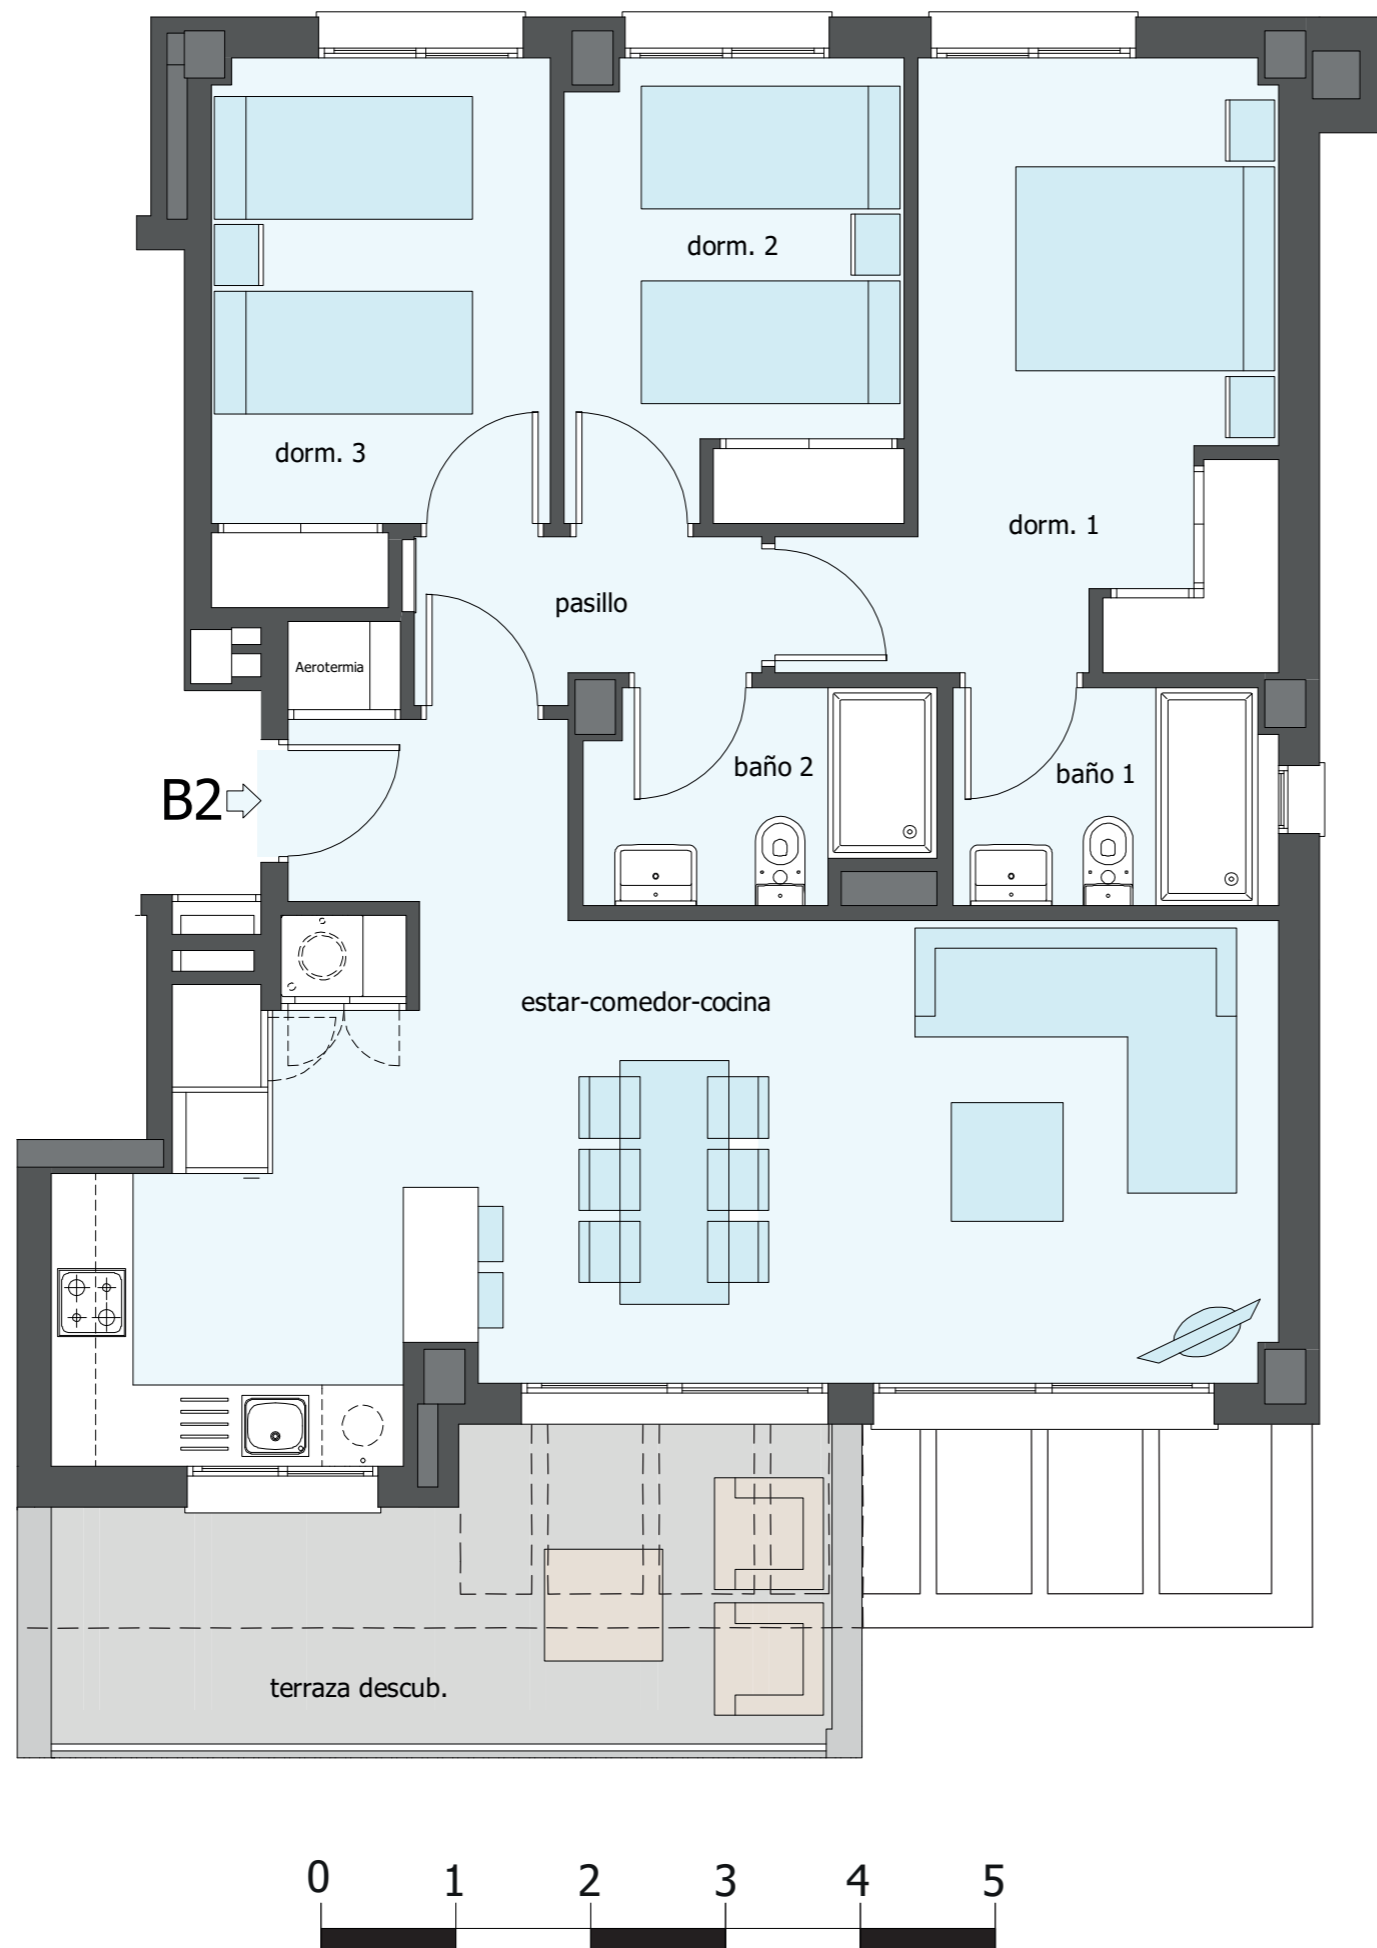 dorm. 2
dorm. 3
dorm. 1
pasillo
Aerotermia
baño 2
baño 1
B2
estar-comedor-cocina
terraza descub.
0 1 2 3 4 5